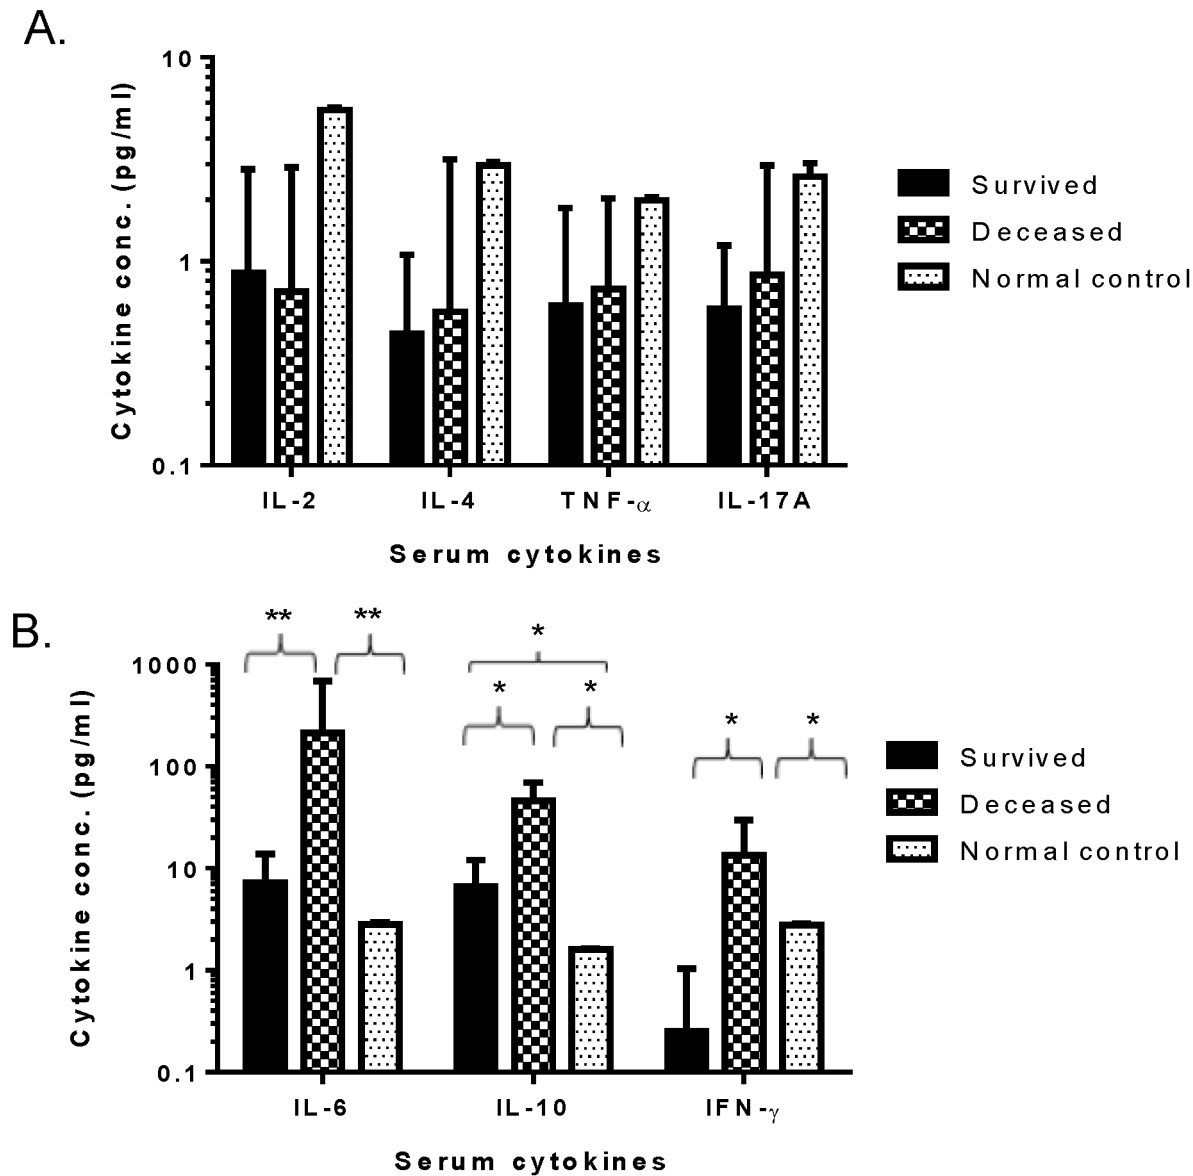 A.
Cytokine conc. (pg/ml)
10
1
0.1
IL-2 IL-4 TNF-α IL-17A
Serum cytokines
Survived
Deceased
Normal control
B.
** ** *
* *
* *
Cytokine conc. (pg/ml)
1000
100
10
1
0.1
IL-6 IL-10 IFN-γ
Serum cytokines
Survived
Deceased
Normal control